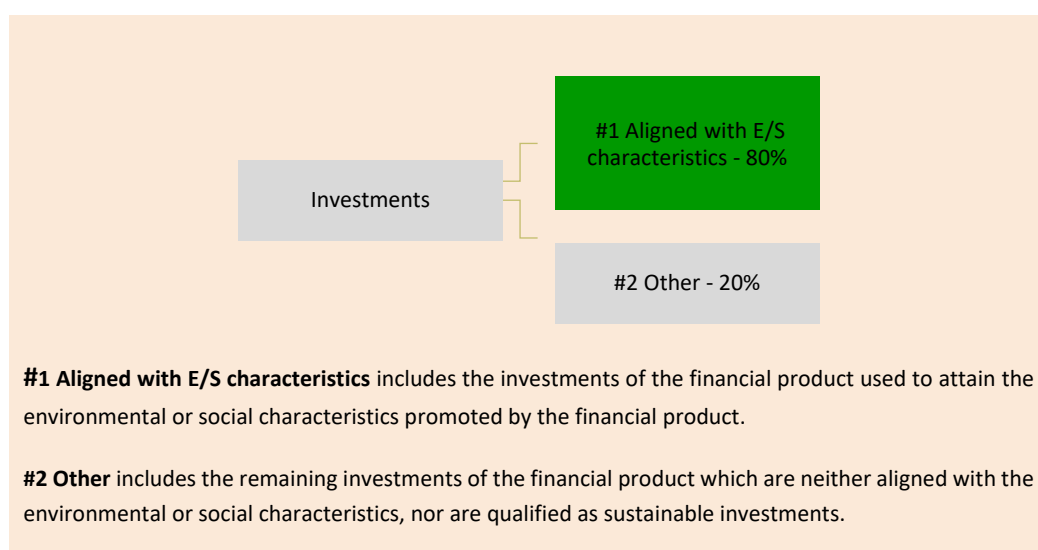 #1 Aligned with E/S
characteristics - 80%
Investments
#2 Other - 20%
#1 Aligned with E/S characteristics includes the investments of the financial product used to attain the
environmental or social characteristics promoted by the financial product.
#2 Other includes the remaining investments of the financial product which are neither aligned with the
environmental or social characteristics, nor are qualified as sustainable investments.